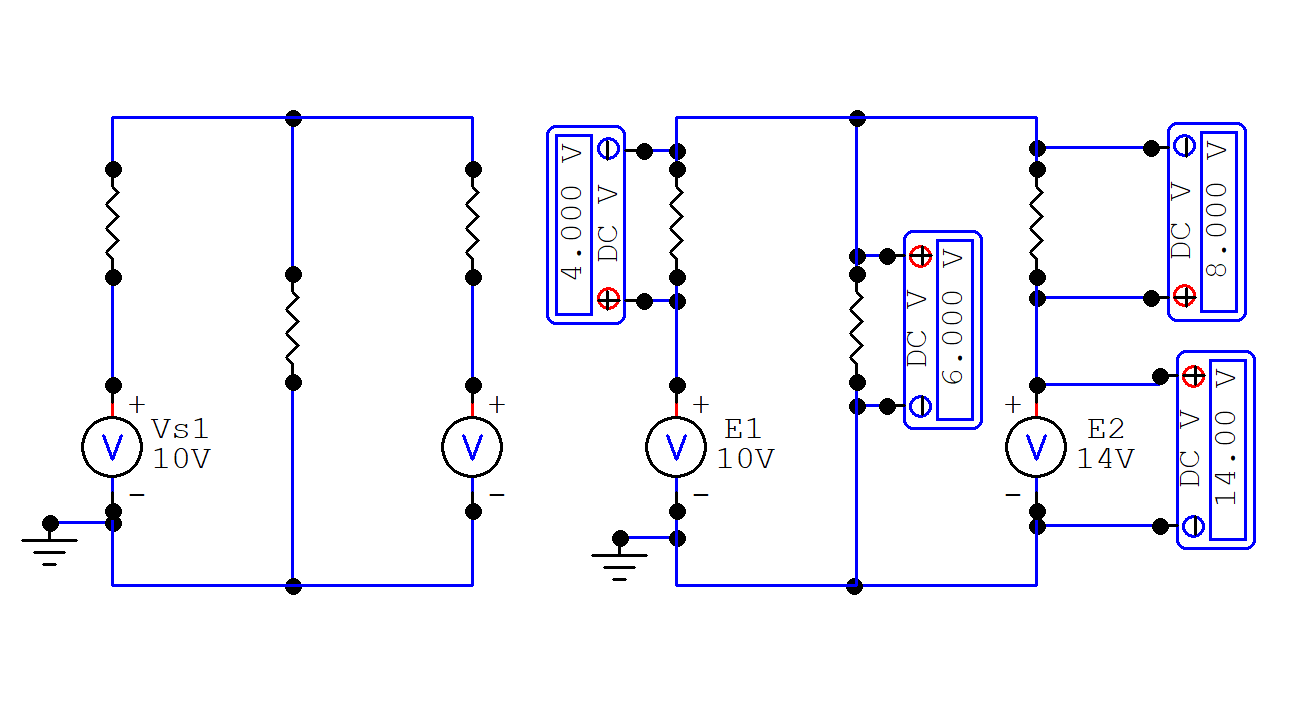 +
Vs1
10V
-
+
V
-
V
4.000 V
DC V
+
E1
10V
-
V
DC V
6.000 V
+
E2
14V
-
V
DC V
8.000 V
DC V
14.00 V